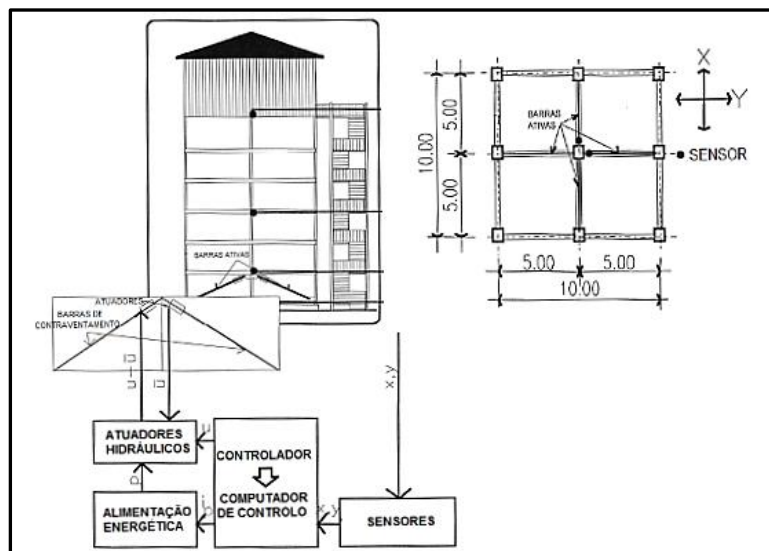 BARRAS ATIVAS
ATUADORES
BARRAS DE
CONTRAVENTAMENTO
u-ū
ū
x,y
ATUADORES
HIDRÁULICOS
u
CONTROLADOR
COMPUTADOR
DE CONTROLO
p
ALIMENTAÇÃO
ENERGÉTICA
x y
SENSORES
X
Y
BARRAS
ATIVAS
SENSOR
10.00
5.00
5.00
5.00
5.00
10.00